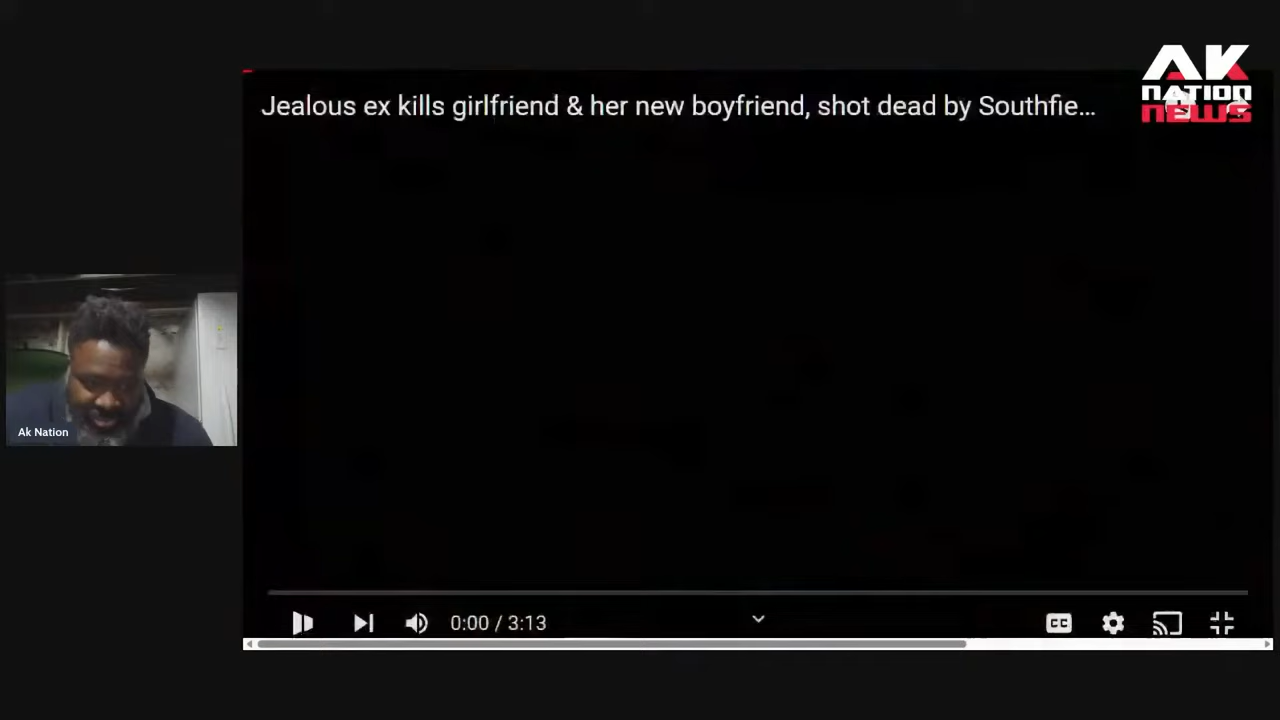 AK
NATION
NEWS
Jealous ex kills girlfriend & her new boyfriend, shot dead by Southfie...
Ak Nation
0:00 / 3:13
CC